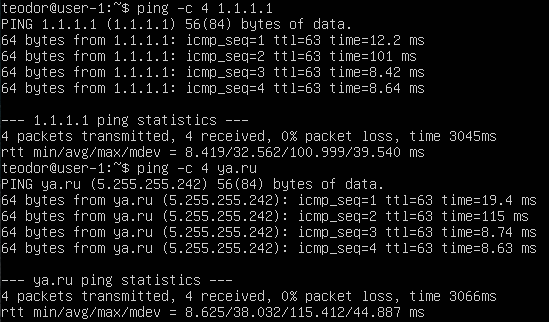 teodor@user-1:~$ ping -c 4 1.1.1.1
PING 1.1.1.1 (1.1.1.1) 56(84) bytes of data.
64 bytes from 1.1.1.1: icmp_seq=1 ttl=63 time=12.2 ms
64 bytes from 1.1.1.1: icmp_seq=2 ttl=63 time=101 ms
64 bytes from 1.1.1.1: icmp_seq=3 ttl=63 time=8.42 ms
64 bytes from 1.1.1.1: icmp_seq=4 ttl=63 time=8.64 ms
--- 1.1.1.1 ping statistics ---
4 packets transmitted, 4 received, 0% packet loss, time 3045ms
rtt min/avg/max/mdev = 8.419/32.562/100.999/39.540 ms
teodor@user-1:~$ ping -c 4 ya.ru
PING ya.ru (5.255.255.242) 56(84) bytes of data.
64 bytes from ya.ru (5.255.255.242): icmp_seq=1 ttl=63 time=19.4 ms
64 bytes from ya.ru (5.255.255.242): icmp_seq=2 ttl=63 time=115 ms
64 bytes from ya.ru (5.255.255.242): icmp_seq=3 ttl=63 time=8.74 ms
64 bytes from ya.ru (5.255.255.242): icmp_seq=4 ttl=63 time=8.63 ms
--- ya.ru ping statistics ---
4 packets transmitted, 4 received, 0% packet loss, time 3066ms
rtt min/avg/max/mdev = 8.625/38.032/115.412/44.887 ms